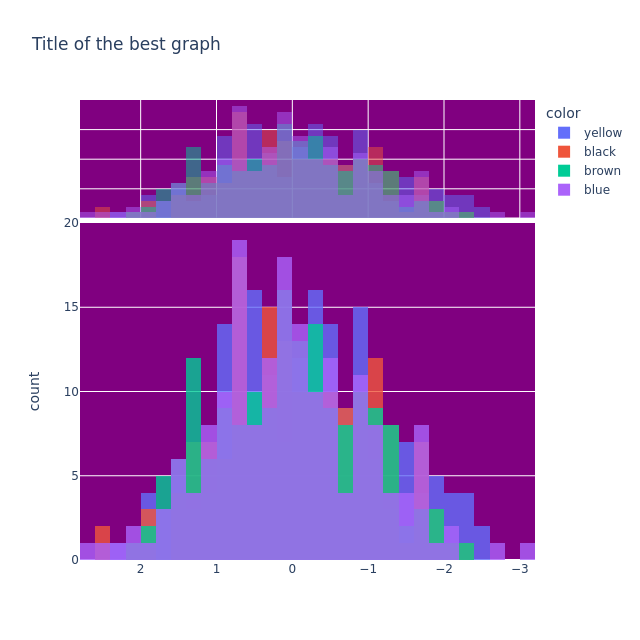 Title of the best graph
color
yellow
black
brown
blue
20
15
10
5
0
count
2
1
0
−1
−2
−3